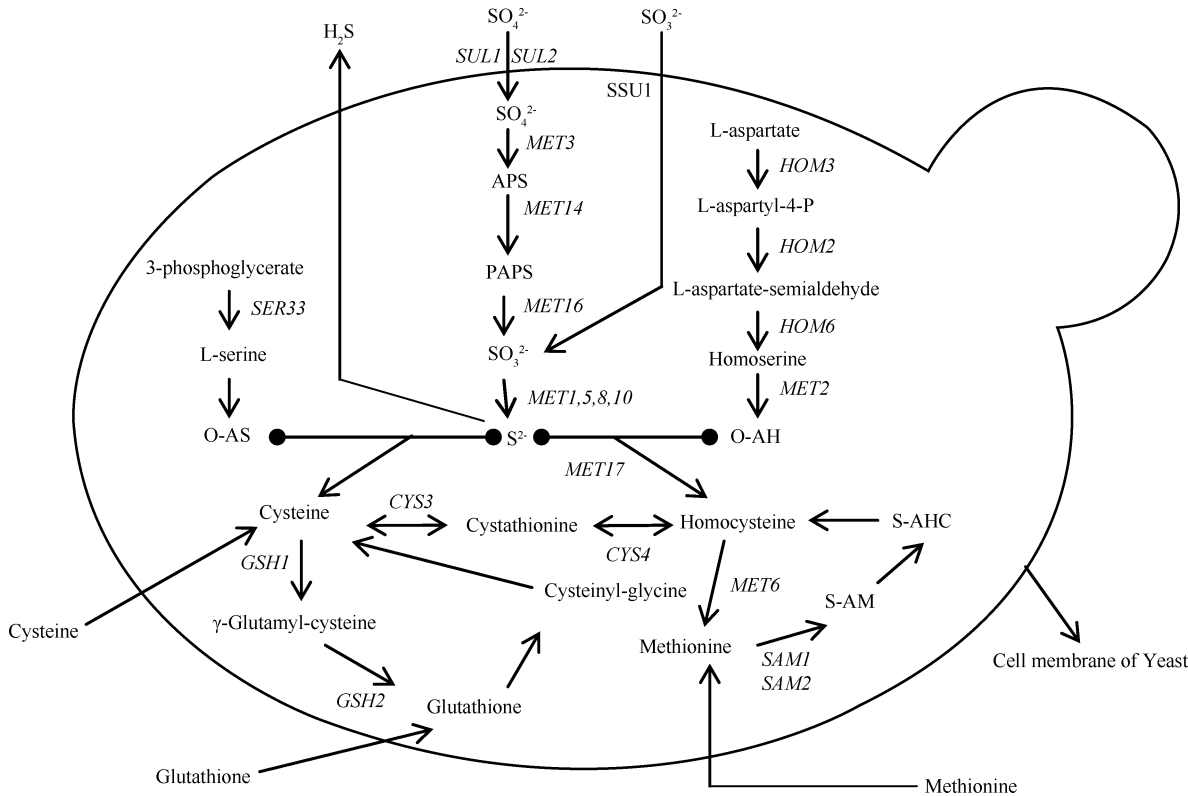 H₂S
SO₄²⁻
SO₃²⁻
SUL1 SUL2
SSU1
SO₄²⁻
MET3
APS
MET14
PAPS
MET16
SO₃²⁻
MET1,5,8,10
L-aspartate
HOM3
L-aspartyl-4-P
HOM2
L-aspartate-semialdehyde
HOM6
Homoserine
MET2
3-phosphoglycerate
SER33
L-serine
O-AS
S²⁻
O-AH
MET17
Cysteine
CYS3
Cystathionine
CYS4
Homocysteine
S-AHC
GSH1
Cysteinyl-glycine
MET6
S-AM
Cysteine
γ-Glutamyl-cysteine
Methionine
SAM1
SAM2
Cell membrane of Yeast
GSH2
Glutathione
Glutathione
Methionine